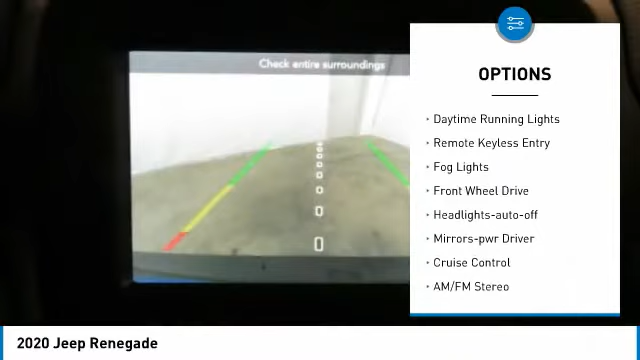 Check entire surroundings
OPTIONS
Daytime Running Lights
Remote Keyless Entry
Fog Lights
Front Wheel Drive
Headlights-auto-off
Mirrors-pwr Driver
Cruise Control
AM/FM Stereo
2020 Jeep Renegade